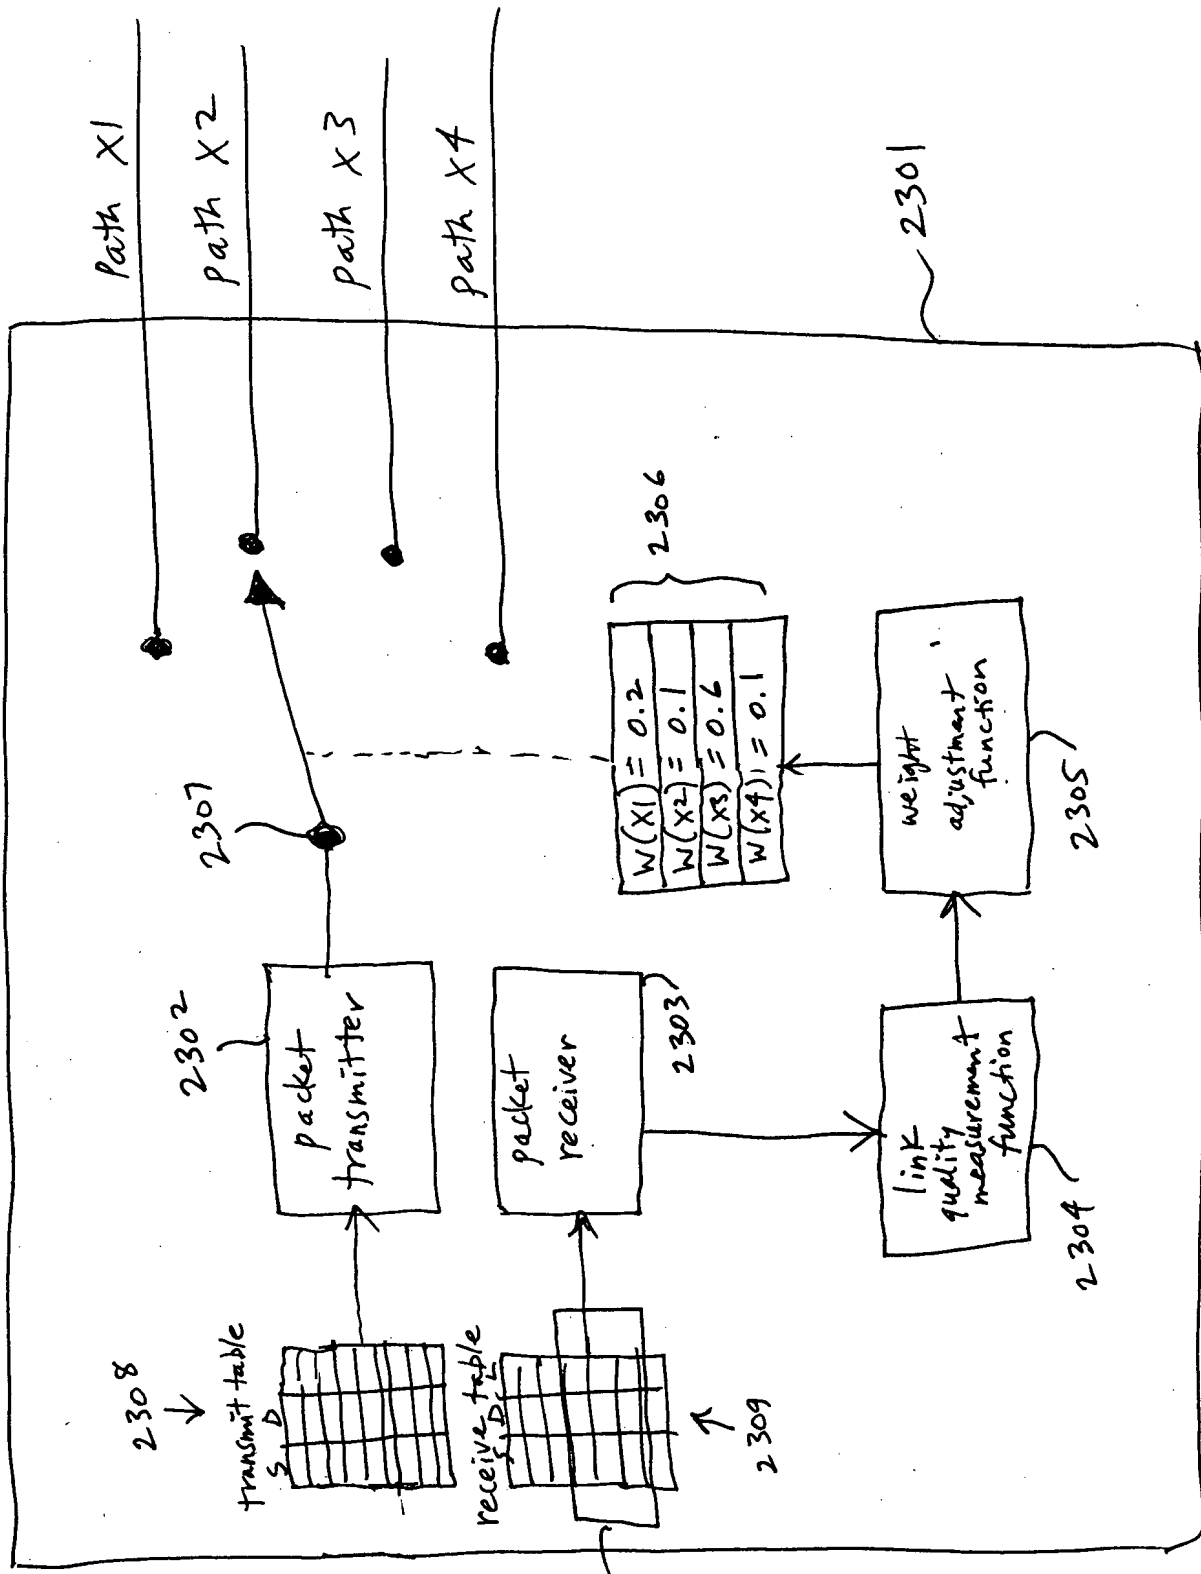 Path X1
path X2
path X3
path X4
2301
2307
2302
packet
transmitter
2308
transmit table
S D
receive table
S D L
2309
packet
receiver
2303
W(X1) = 0.2
W(X2) = 0.1
W(X3) = 0.6
W(X4) = 0.1
2306
link
quality
measurement
function
2304
weight
adjustment
function
2305